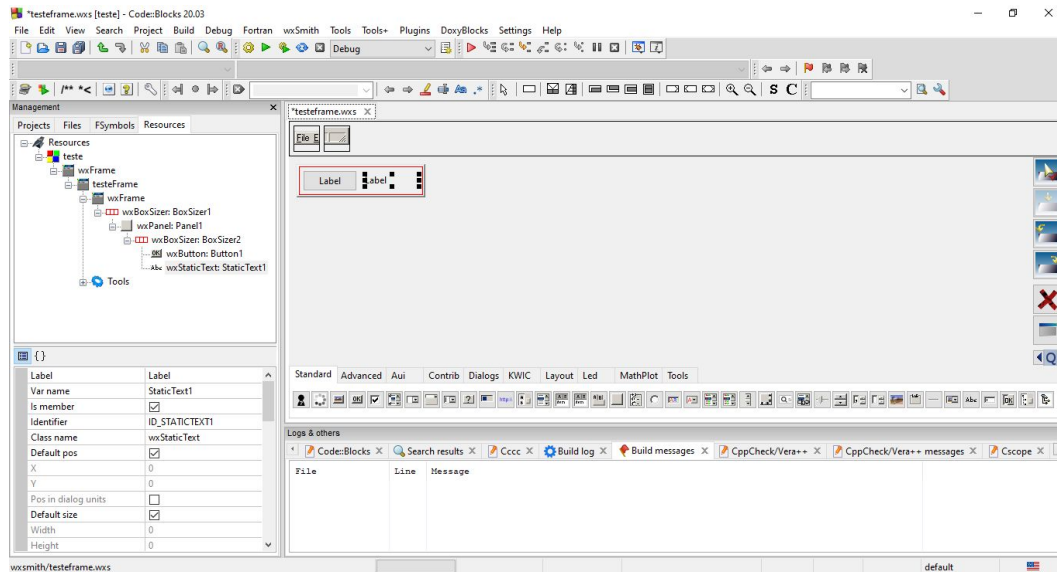 *testeframe.wxs [teste] - Code::Blocks 20.03
File Edit View Search Project Build Debug Fortran wxSmith Tools Tools+ Plugins DoxyBlocks Settings Help
Debug
/** *<
S C
Management
*testeframe.wxs X
Projects Files FSymbols Resources
Resources
teste
wxFrame
testeFrame
wxFrame
wxBoxSizer: BoxSizer1
wxPanel: Panel1
wxBoxSizer: BoxSizer2
wxButton: Button1
wxStaticText: StaticText1
Tools
File E
Label Label
Label Label
Var name StaticText1
Is member
Identifier ID_STATICTEXT1
Class name wxStaticText
Default pos
X 0
Y 0
Pos in dialog units
Default size
Width 0
Height 0
Q
Standard Advanced Aui Contrib Dialogs KWIC Layout Led MathPlot Tools
Logs & others
Code::Blocks X Search results X Cccc X Build log X Build messages X CppCheck/Vera++ X CppCheck/Vera++ messages X Cscope X
File Line Message
wxsmith/testeframe.wxs default